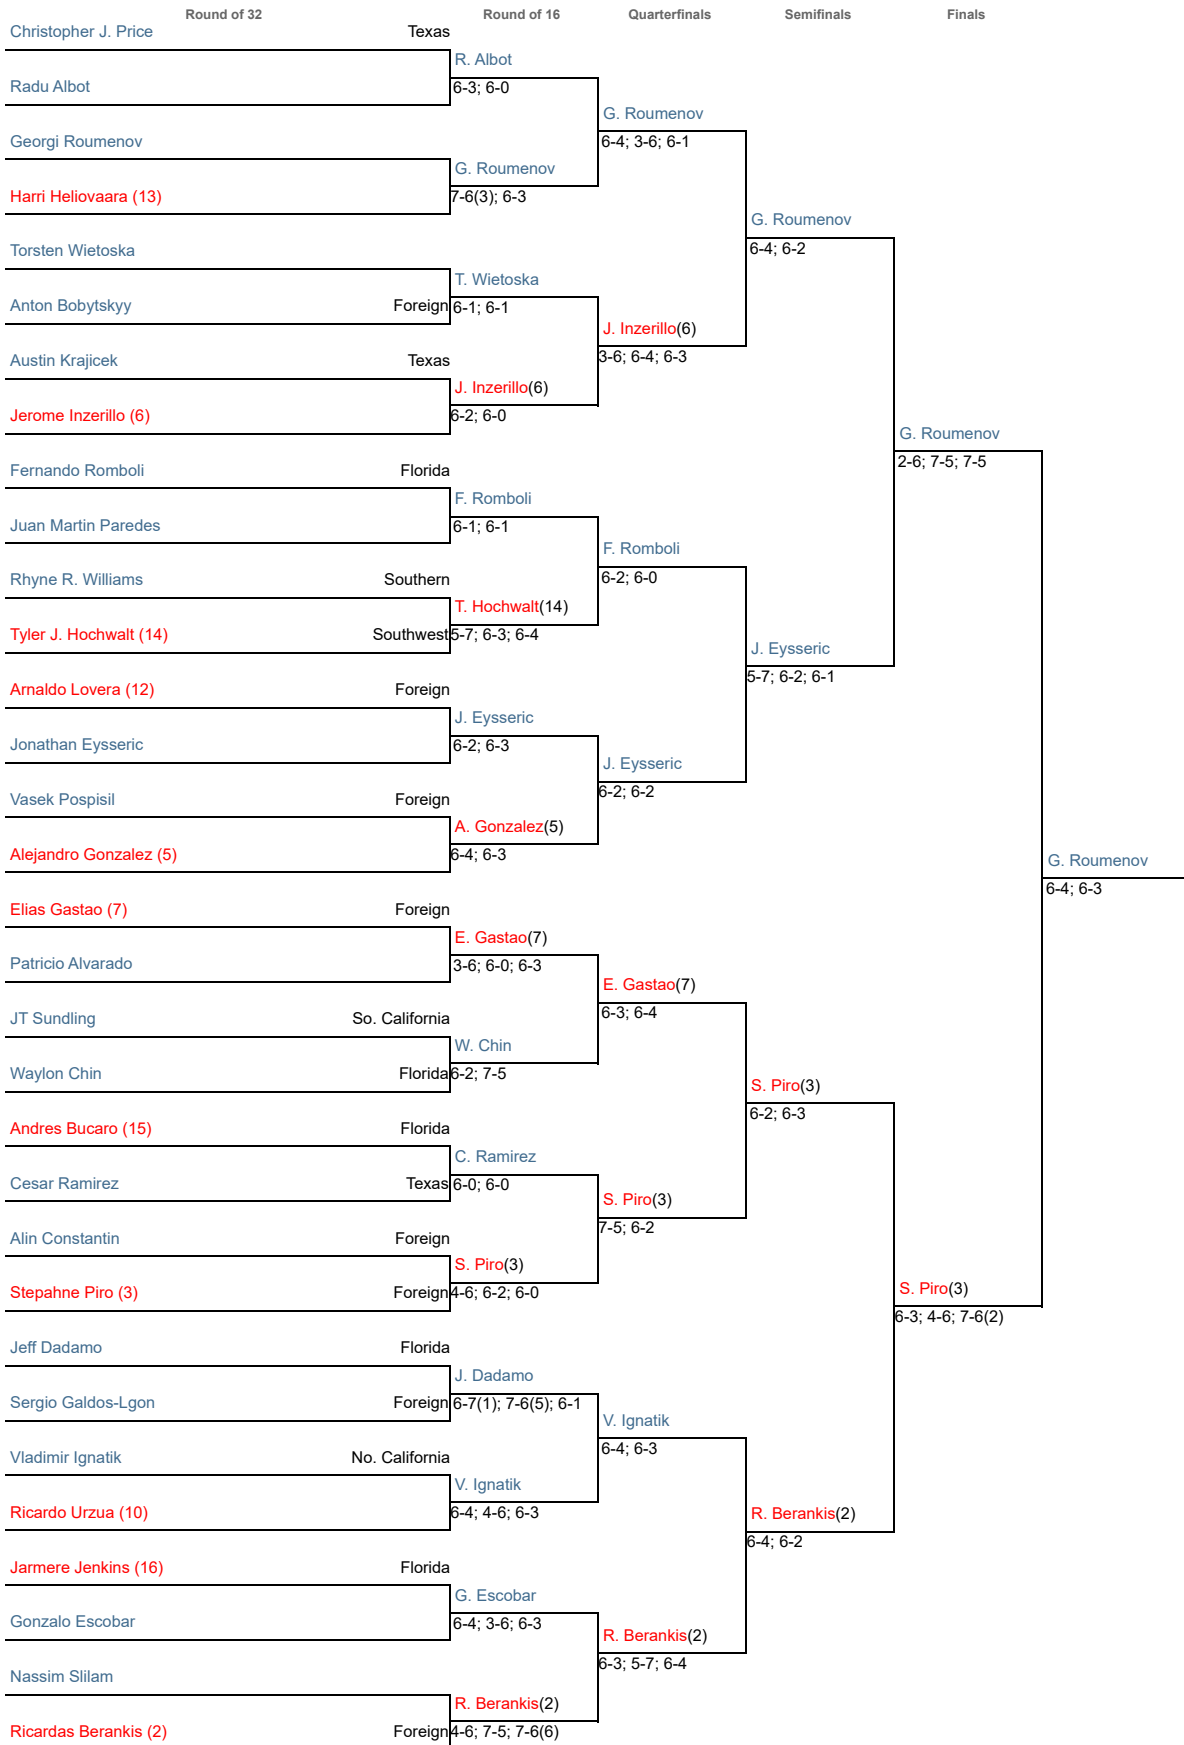 Round of 32 Round of 16 Quarterfinals Semifinals Finals
Christopher J. Price Texas
R. Albot
Radu Albot 6-3; 6-0
G. Roumenov
Georgi Roumenov 6-4; 3-6; 6-1
G. Roumenov
Harri Heliovaara (13) 7-6(3); 6-3
G. Roumenov
Torsten Wietoska 6-4; 6-2
T. Wietoska
Anton Bobytskyy Foreign 6-1; 6-1
J. Inzerillo(6)
Austin Krajicek Texas 3-6; 6-4; 6-3
J. Inzerillo(6)
Jerome Inzerillo (6) 6-2; 6-0
G. Roumenov
2-6; 7-5; 7-5
Fernando Romboli Florida
F. Romboli
Juan Martin Paredes 6-1; 6-1
F. Romboli
Rhyne R. Williams Southern 6-2; 6-0
T. Hochwalt(14)
Tyler J. Hochwalt (14) Southwest 5-7; 6-3; 6-4
J. Eysseric
5-7; 6-2; 6-1
Arnaldo Lovera (12) Foreign
J. Eysseric
Jonathan Eysseric 6-2; 6-3
J. Eysseric
6-2; 6-2
Vasek Pospisil Foreign
A. Gonzalez(5)
Alejandro Gonzalez (5) 6-4; 6-3
G. Roumenov
6-4; 6-3
Elias Gastao (7) Foreign
E. Gastao(7)
Patricio Alvarado 3-6; 6-0; 6-3
E. Gastao(7)
JT Sundling So. California 6-3; 6-4
W. Chin
Waylon Chin Florida 6-2; 7-5
S. Piro(3)
6-2; 6-3
Andres Bucaro (15) Florida
C. Ramirez
Cesar Ramirez Texas 6-0; 6-0
S. Piro(3)
7-5; 6-2
Alin Constantin Foreign
S. Piro(3)
Stepahne Piro (3) Foreign 4-6; 6-2; 6-0
S. Piro(3)
6-3; 4-6; 7-6(2)
Jeff Dadamo Florida
J. Dadamo
Sergio Galdos-Lgon Foreign 6-7(1); 7-6(5); 6-1
V. Ignatik
6-4; 6-3
Vladimir Ignatik No. California
V. Ignatik
Ricardo Urzua (10) 6-4; 4-6; 6-3
R. Berankis(2)
6-4; 6-2
Jarmere Jenkins (16) Florida
G. Escobar
Gonzalo Escobar 6-4; 3-6; 6-3
R. Berankis(2)
6-3; 5-7; 6-4
Nassim Slilam
R. Berankis(2)
Ricardas Berankis (2) Foreign 4-6; 7-5; 7-6(6)